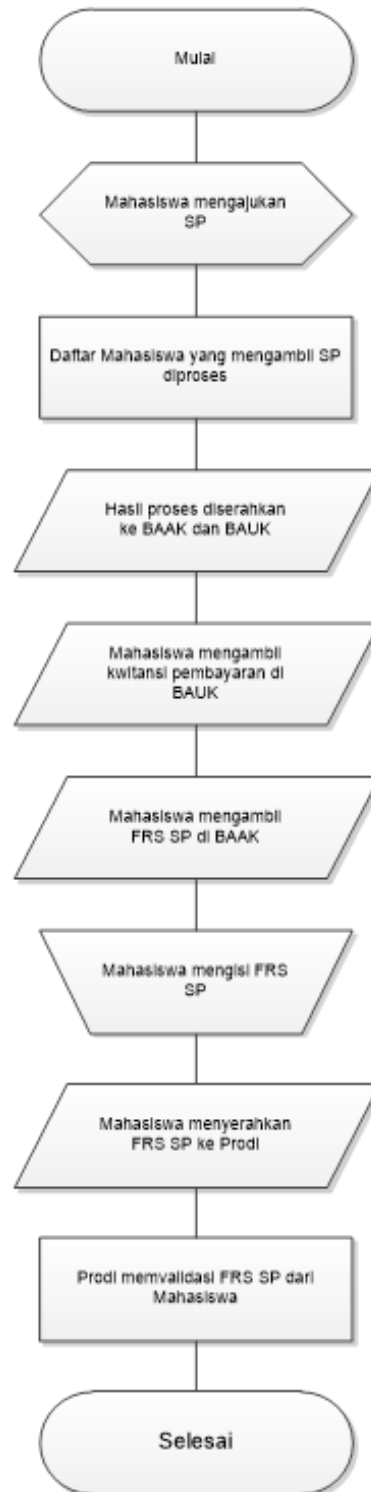 Mulai
Mahasiswa mengajukan
SP
Daftar Mahasiswa yang mengambil SP
diproses
Hasil proses diserahkan
ke BAAK dan BAUK
Mahasiswa mengambil
kwitansi pembayaran di
BAUK
Mahasiswa mengambil
FRS SP di BAAK
Mahasiswa mengisi FRS
SP
Mahasiswa menyerahkan
FRS SP ke Prodi
Prodi memvalidasi FRS SP dari
Mahasiswa
Selesai